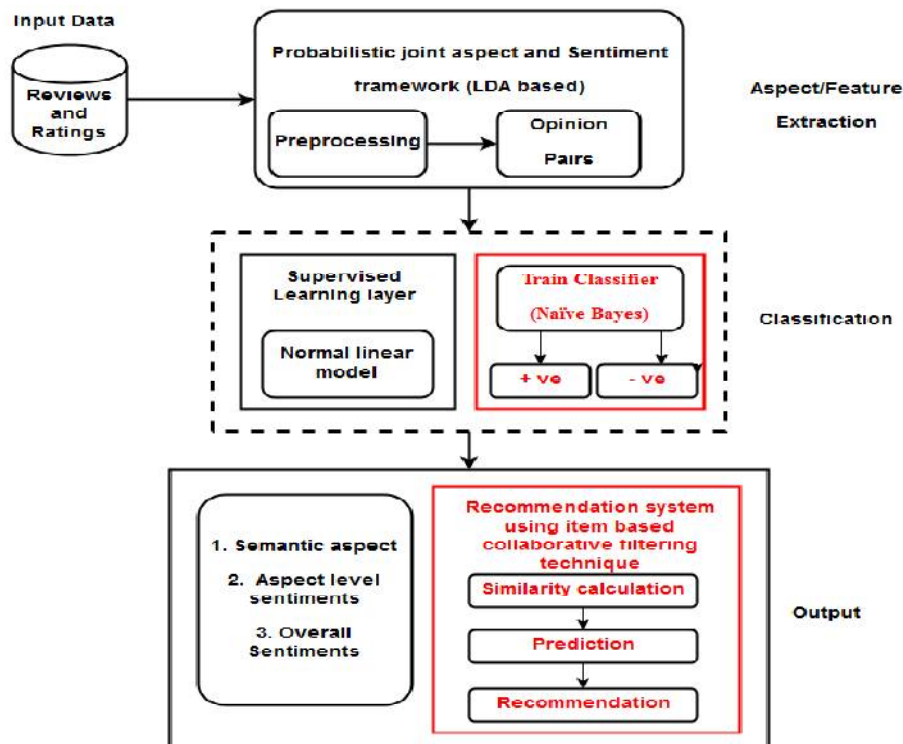 Input Data
Reviews
and
Ratings
Probabilistic joint aspect and Sentiment
framework (LDA based)
Preprocessing
Opinion
Pairs
Aspect/Feature
Extraction
Supervised
Learning layer
Normal linear
model
Train Classifier
(Naïve Bayes)
+ ve
- ve
Classification
1. Semantic aspect
2. Aspect level
sentiments
3. Overall
Sentiments
Recommendation system
using item based
collaborative filtering
technique
Similarity calculation
Prediction
Recommendation
Output